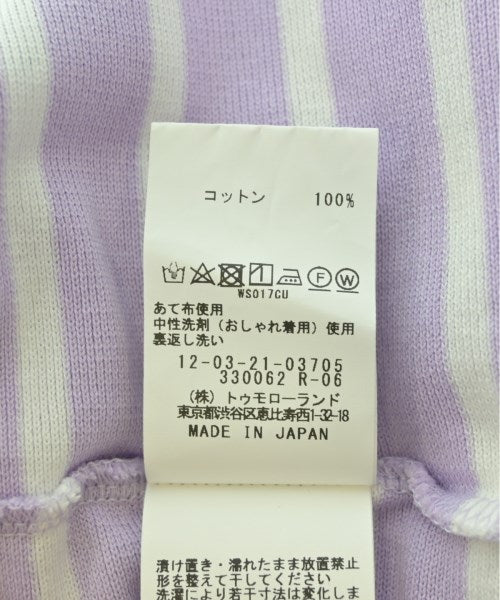 コットン 100%
F W
WS017CU
あて布使用
中性洗剤（おしゃれ着用）使用
裏返し洗い
12-03-21-03705
330062 R-06
（株）トゥモローランド
東京都渋谷区恵比寿西1-32-18
MADE IN JAPAN
漬け置き・濡れたまま放置禁止
形を整えて干してください
洗濯により若干寸法は変化しま